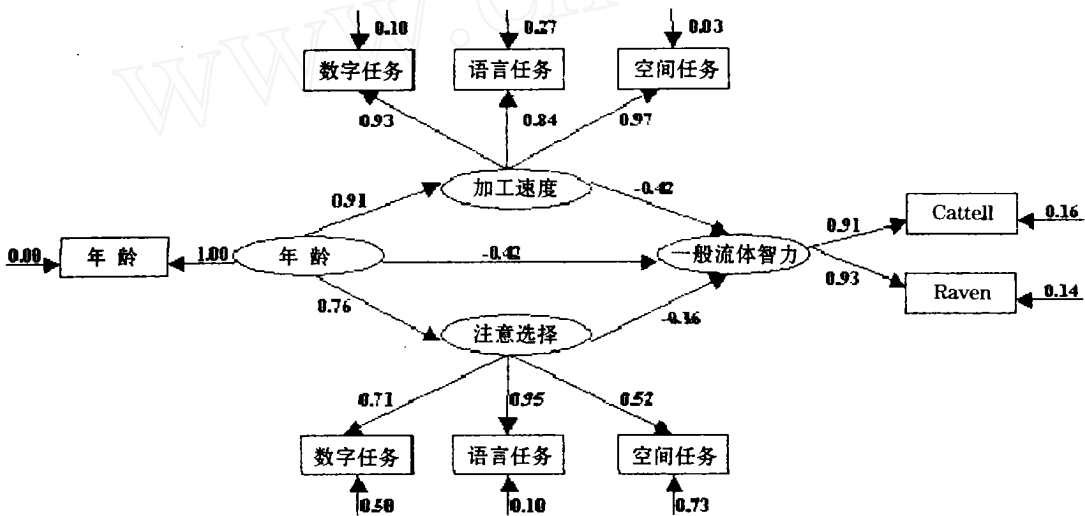 0.10 0.27 0.03
数字任务 语言任务 空间任务
0.93 0.84 0.97
加工速度
0.91 -0.42
Cattell 0.16
0.91
0.00 年 龄 1.00 年 龄 -0.42 一般流体智力
0.93
Raven 0.14
0.76 -0.16
注意选择
0.71 0.95 0.52
数字任务 语言任务 空间任务
0.50 0.10 0.73